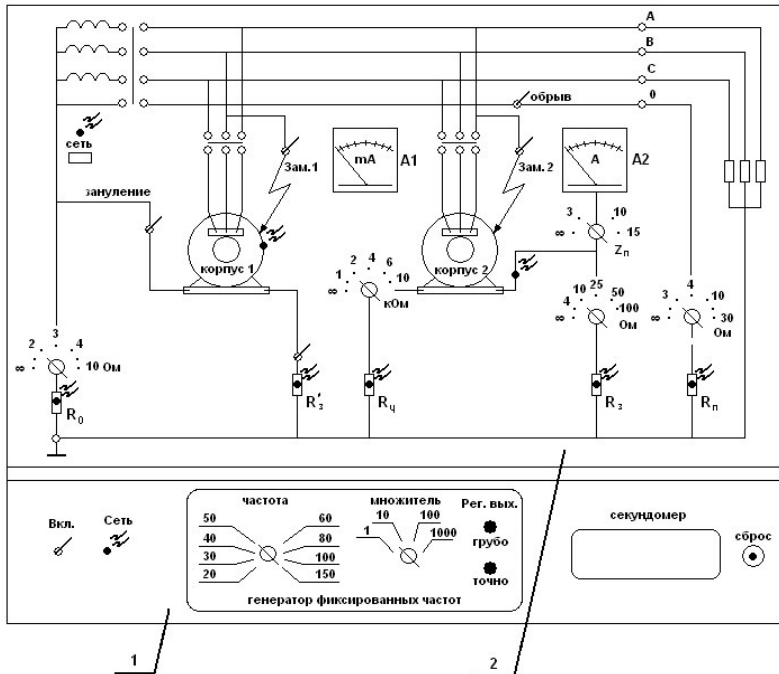 А
В
С
0
обрыв
сеть
Зам.1
mA
A1
Зам.2
А
А2
зануление
корпус 1
корпус 2
3
10
∞
15
Zп
∞
1
2
4
6
10
кОм
4
10
25
50
100
∞
Ом
3
4
10
30
∞
Ом
∞
2
3
4
10 Ом
R0
R'з
Rч
Rз
Rп
Вкл.
Сеть
частота
50
40
30
20
60
80
100
150
множитель
1
10
100
1000
Рег. вых.
грубо
точно
генератор фиксированных частот
секундомер
сброс
1
2